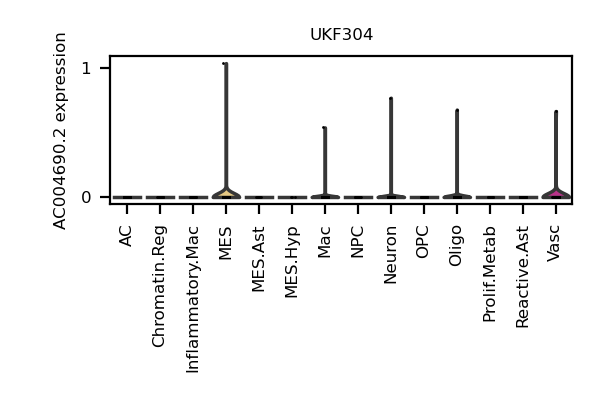 UKF304
AC004690.2 expression
1
0
AC
Chromatin.Reg
Inflammatory.Mac
MES
MES.Ast
MES.Hyp
Mac
NPC
Neuron
OPC
Oligo
Prolif.Metab
Reactive.Ast
Vasc